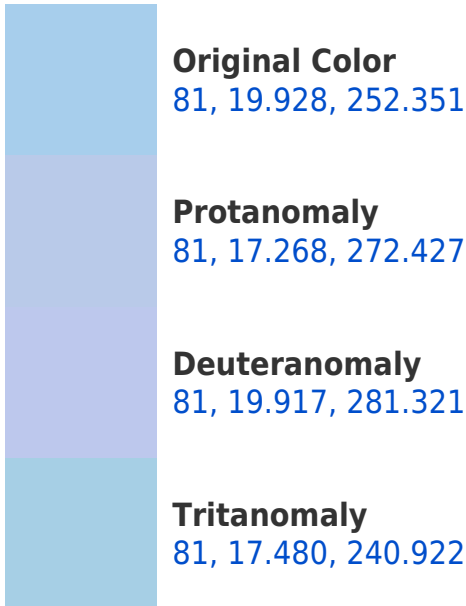 Original Color
81, 19.928, 252.351
Protanomaly
81, 17.268, 272.427
Deuteranomaly
81, 19.917, 281.321
Tritanomaly
81, 17.480, 240.922